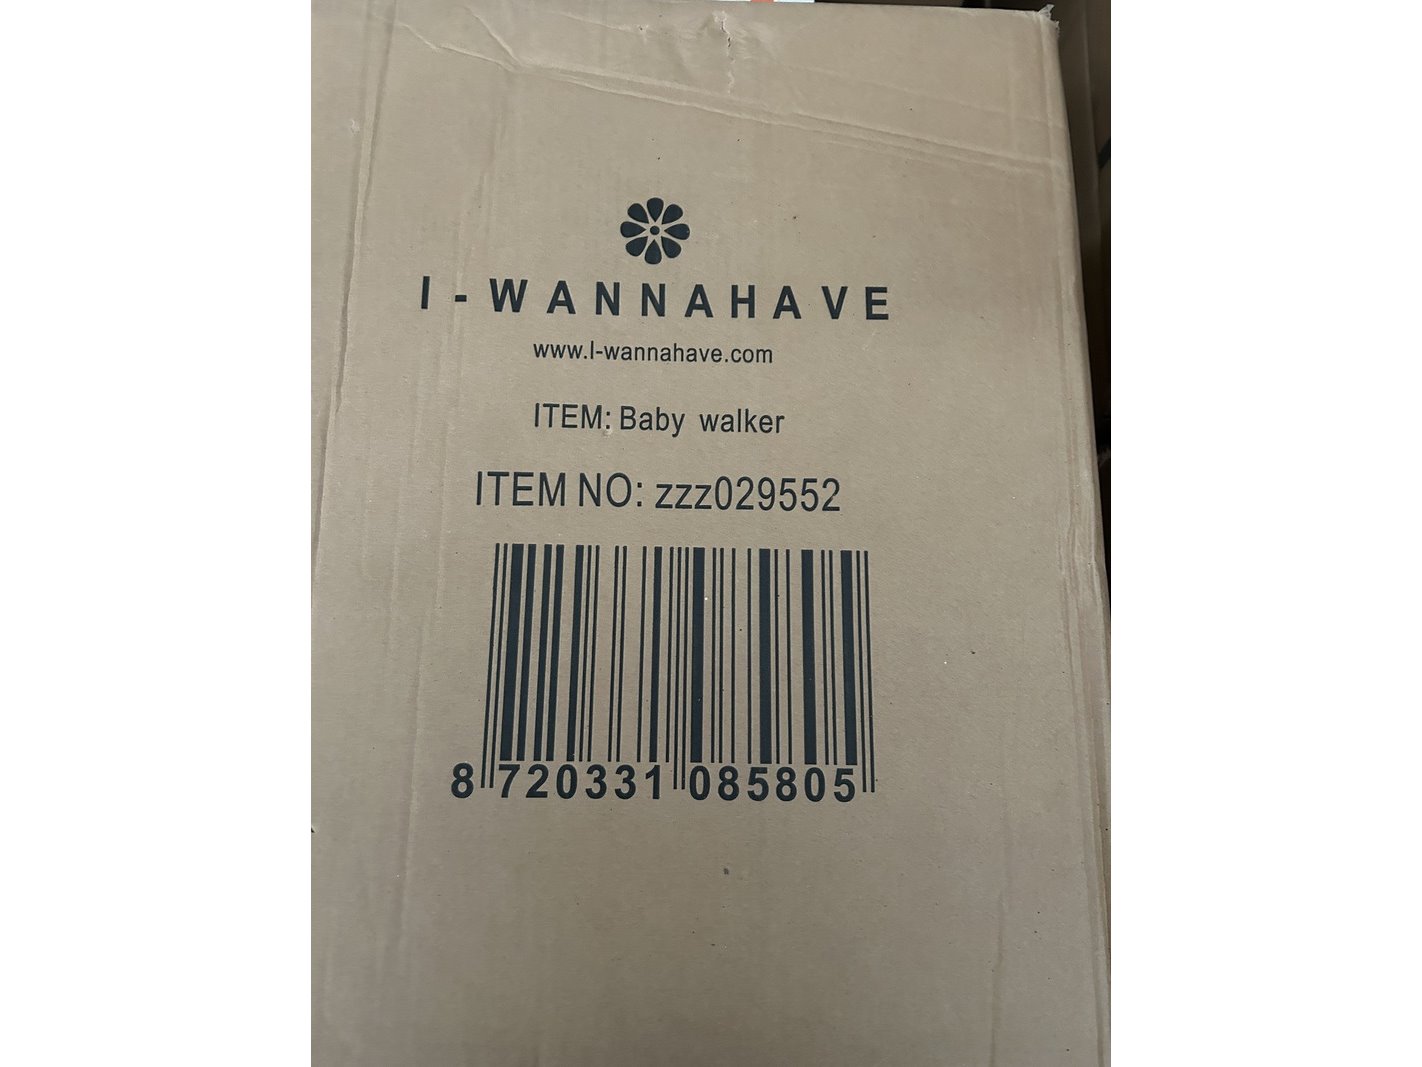 I-WANNAHAVE
www.I-wannahave.com
ITEM: Baby walker
ITEM NO: zzz029552
8 720331 085805